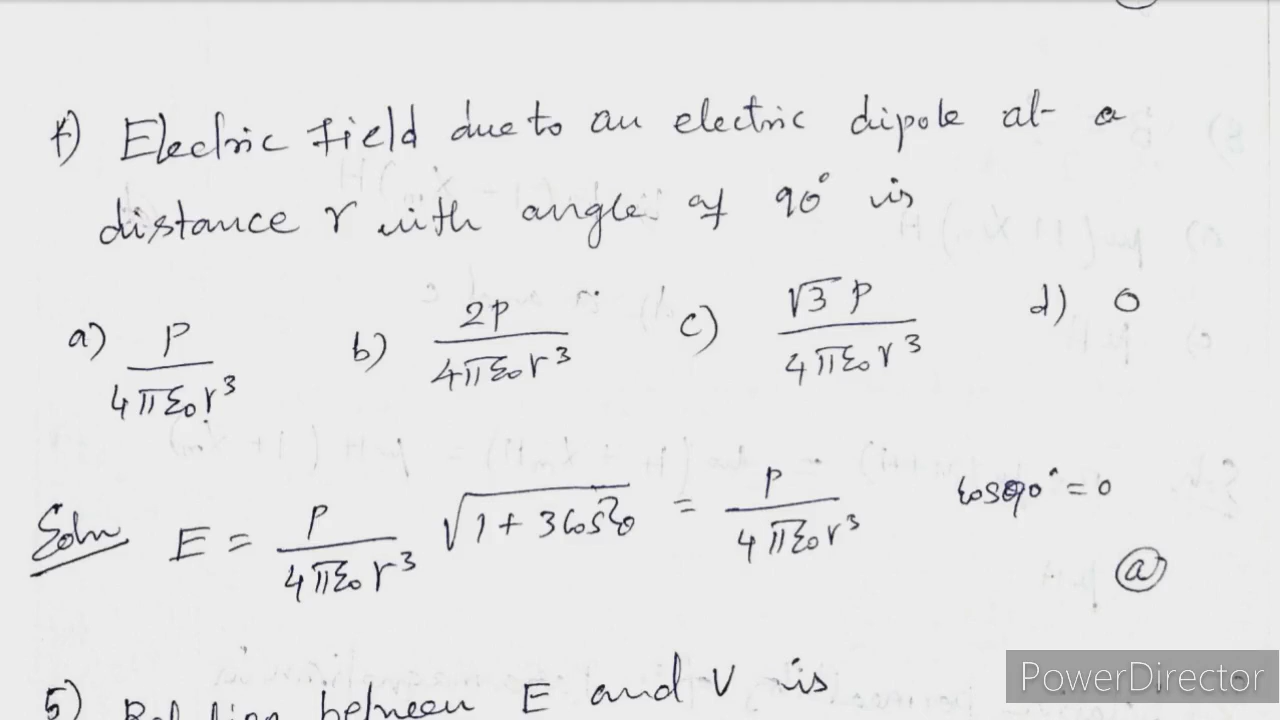 4) Electric field due to an electric dipole at a
distance r with angle of 90° is
a) p / 4πε₀r³ b) 2p / 4πε₀r³ c) √3 p / 4πε₀r³ d) 0
Soln E = p / 4πε₀r³ √1 + 3cos²θ = p / 4πε₀r³ cos90° = 0
(a)
5) Relation between E and V is
PowerDirector